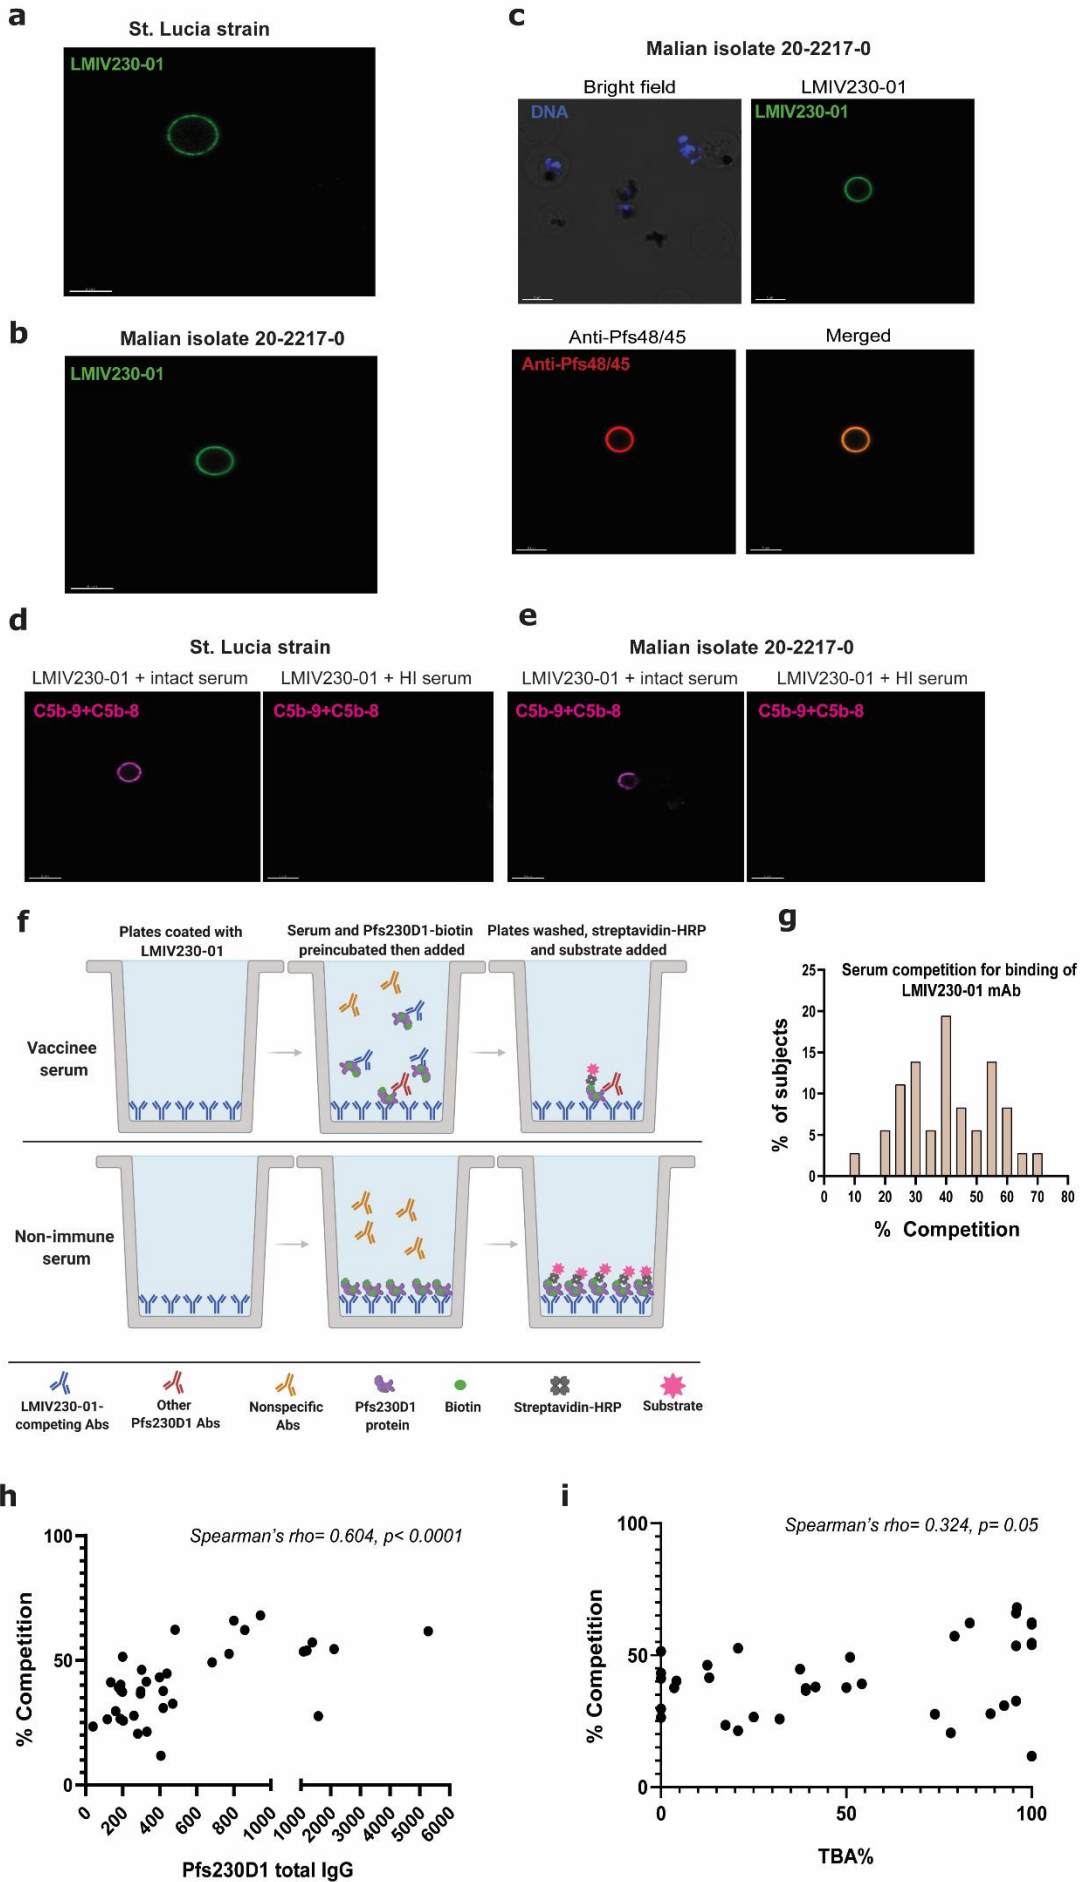 a
St. Lucia strain
LMIV230-01
b
Malian isolate 20-2217-0
LMIV230-01
c
Malian isolate 20-2217-0
Bright field
LMIV230-01
DNA
LMIV230-01
Anti-Pfs48/45
Merged
Anti-Pfs48/45
d
St. Lucia strain
LMIV230-01 + intact serum
LMIV230-01 + HI serum
C5b-9+C5b-8
C5b-9+C5b-8
e
Malian isolate 20-2217-0
LMIV230-01 + intact serum
LMIV230-01 + HI serum
C5b-9+C5b-8
C5b-9+C5b-8
f
Plates coated with
LMIV230-01
Serum and Pfs230D1-biotin
preincubated then added
Plates washed, streptavidin-HRP
and substrate added
Vaccinee
serum
Non-immune
serum
LMIV230-01-
competing Abs
Other
Pfs230D1 Abs
Nonspecific
Abs
Pfs230D1
protein
Biotin
Streptavidin-HRP
Substrate
g
Serum competition for binding of
LMIV230-01 mAb
% of subjects
25
20
15
10
5
0
0 10 20 30 40 50 60 70 80
% Competition
h
Spearman's rho= 0.604, p< 0.0001
% Competition
100
50
0
0 200 400 600 800 1000 1000 2000 3000 4000 5000 6000
Pfs230D1 total IgG
i
Spearman's rho= 0.324, p= 0.05
% Competition
100
50
0
0 50 100
TBA%